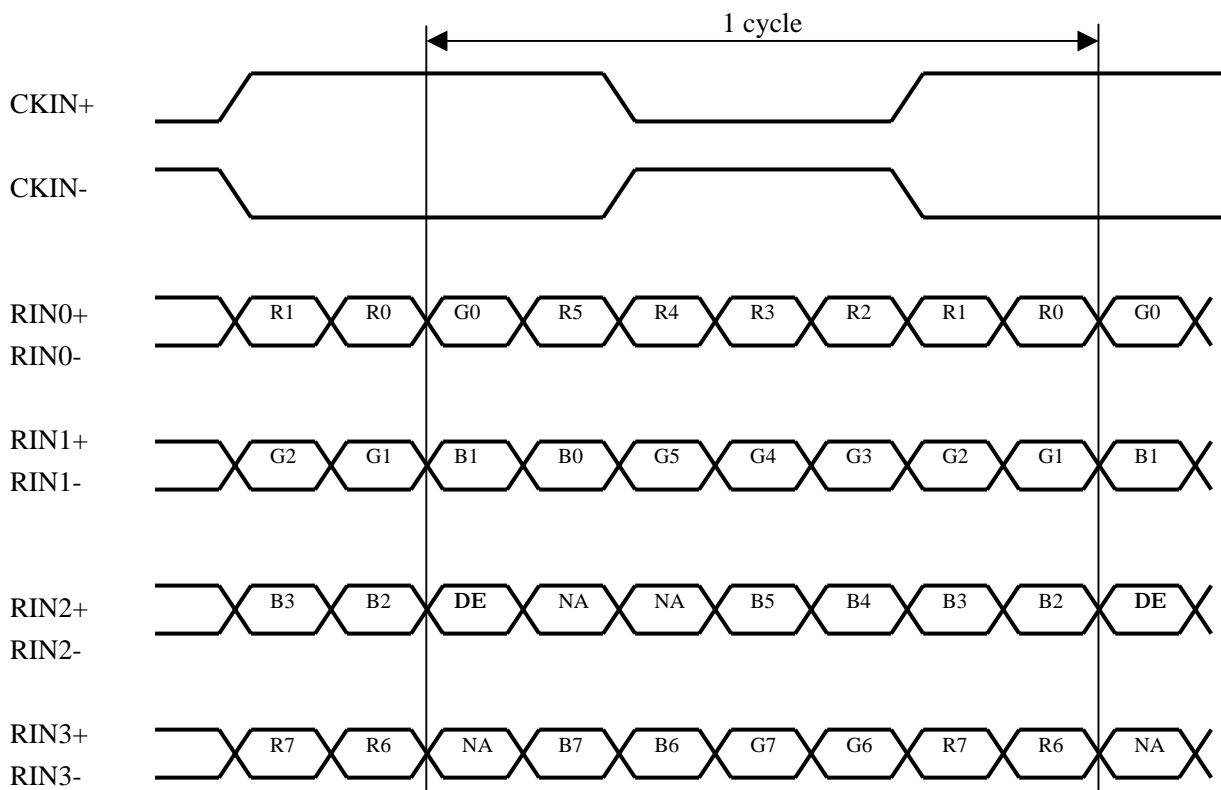 1 cycle
CKIN+
CKIN-
RIN0+ R1 R0 G0 R5 R4 R3 R2 R1 R0 G0
RIN0-
RIN1+ G2 G1 B1 B0 G5 G4 G3 G2 G1 B1
RIN1-
RIN2+ B3 B2 DE NA NA B5 B4 B3 B2 DE
RIN2-
RIN3+ R7 R6 NA B7 B6 G7 G6 R7 R6 NA
RIN3-